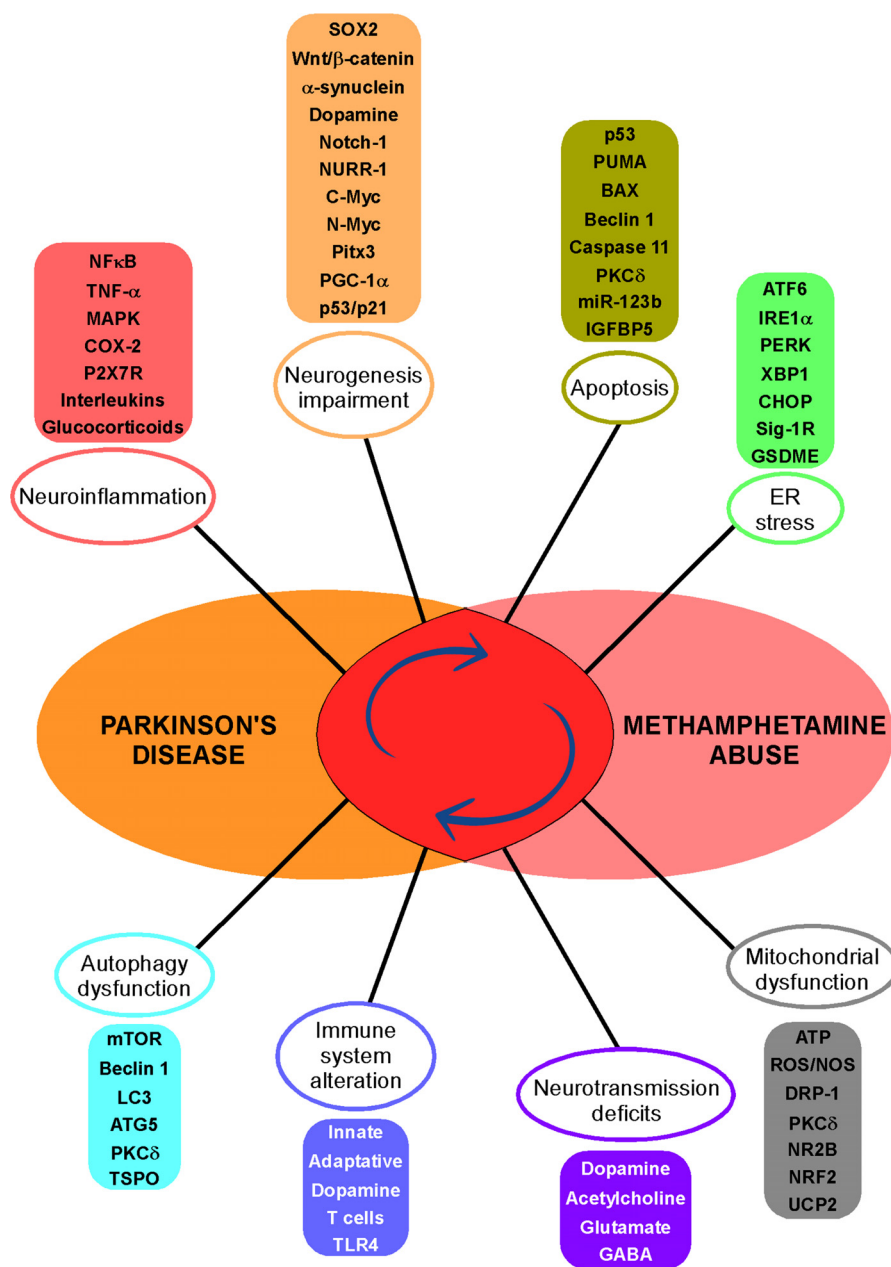 SOX2
Wnt/β-catenin
α-synuclein
Dopamine
Notch-1
NURR-1
C-Myc
N-Myc
Pitx3
PGC-1α
p53/p21
Neurogenesis
impairment
p53
PUMA
BAX
Beclin 1
Caspase 11
PKCδ
miR-123b
IGFBP5
Apoptosis
NFκB
TNF-α
MAPK
COX-2
P2X7R
Interleukins
Glucocorticoids
Neuroinflammation
ATF6
IRE1α
PERK
XBP1
CHOP
Sig-1R
GSDME
ER
stress
PARKINSON'S
DISEASE
METHAMPHETAMINE
ABUSE
Autophagy
dysfunction
mTOR
Beclin 1
LC3
ATG5
PKCδ
TSPO
Immune
system
alteration
Innate
Adaptative
Dopamine
T cells
TLR4
Neurotransmission
deficits
Dopamine
Acetylcholine
Glutamate
GABA
Mitochondrial
dysfunction
ATP
ROS/NOS
DRP-1
PKCδ
NR2B
NRF2
UCP2